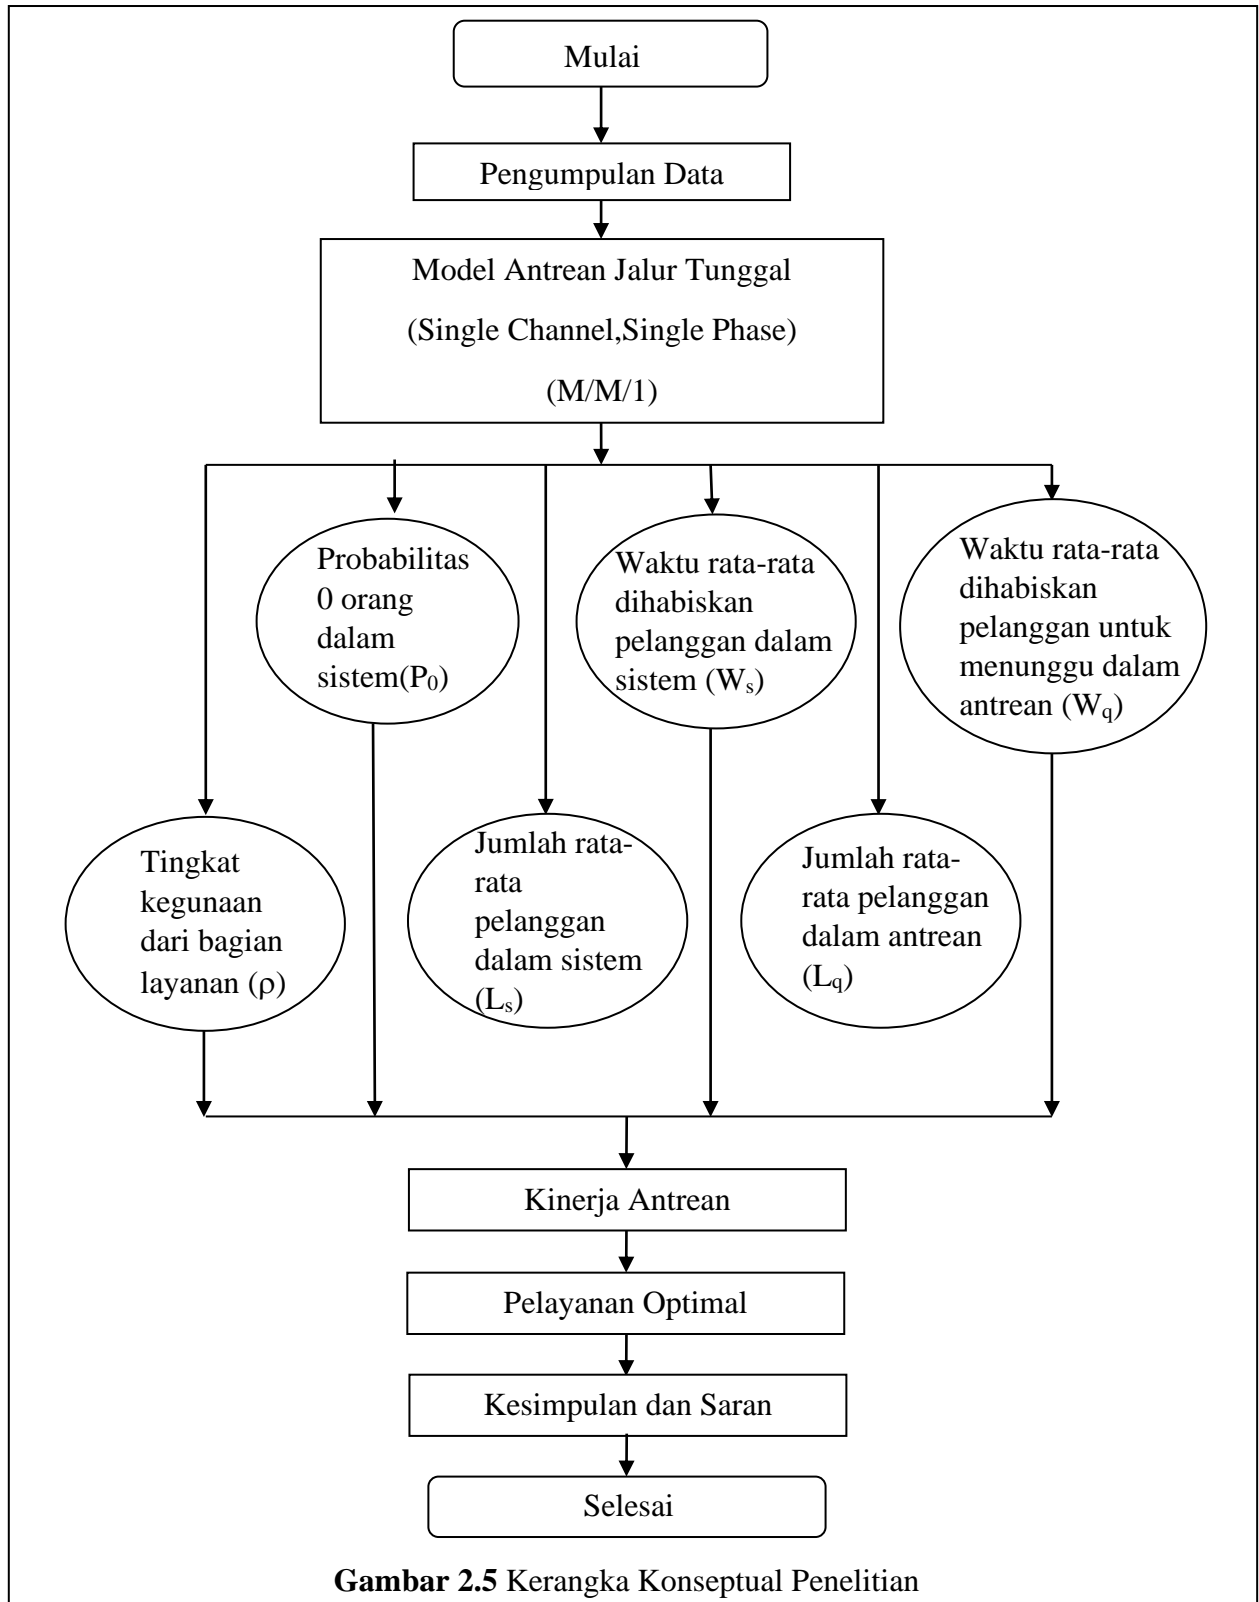 Mulai
Pengumpulan Data
Model Antrean Jalur Tunggal
(Single Channel,Single Phase)
(M/M/1)
Probabilitas
0 orang
dalam
sistem(P₀)
Waktu rata-rata
dihabiskan
pelanggan dalam
sistem (Wₛ)
Waktu rata-rata
dihabiskan
pelanggan untuk
menunggu dalam
antrean (W_q)
Tingkat
kegunaan
dari bagian
layanan (ρ)
Jumlah rata-
rata
pelanggan
dalam sistem
(Lₛ)
Jumlah rata-
rata pelanggan
dalam antrean
(L_q)
Kinerja Antrean
Pelayanan Optimal
Kesimpulan dan Saran
Selesai
Gambar 2.5 Kerangka Konseptual Penelitian